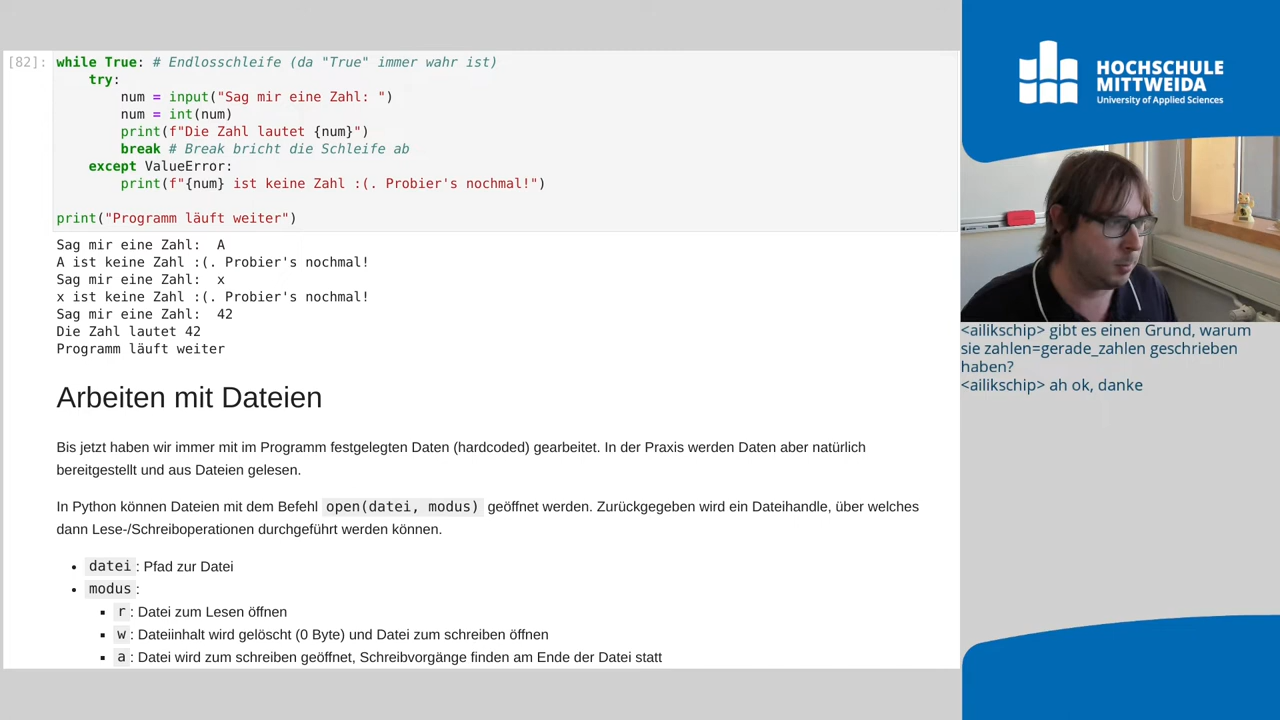 [82]: while True: # Endlosschleife (da "True" immer wahr ist)
    try:
        num = input("Sag mir eine Zahl: ")
        num = int(num)
        print(f"Die Zahl lautet {num}")
        break # Break bricht die Schleife ab
    except ValueError:
        print(f"{num} ist keine Zahl :(. Probier's nochmal!")
print("Programm läuft weiter")
Sag mir eine Zahl:  A
A ist keine Zahl :(. Probier's nochmal!
Sag mir eine Zahl:  x
x ist keine Zahl :(. Probier's nochmal!
Sag mir eine Zahl:  42
Die Zahl lautet 42
Programm läuft weiter
Arbeiten mit Dateien
Bis jetzt haben wir immer mit im Programm festgelegten Daten (hardcoded) gearbeitet. In der Praxis werden Daten aber natürlich
bereitgestellt und aus Dateien gelesen.
In Python können Dateien mit dem Befehl open(datei, modus) geöffnet werden. Zurückgegeben wird ein Dateihandle, über welches
dann Lese-/Schreiboperationen durchgeführt werden können.
• datei : Pfad zur Datei
• modus :
▪ r : Datei zum Lesen öffnen
▪ w : Dateiinhalt wird gelöscht (0 Byte) und Datei zum schreiben öffnen
▪ a : Datei wird zum schreiben geöffnet, Schreibvorgänge finden am Ende der Datei statt
HOCHSCHULE
MITTWEIDA
University of Applied Sciences
<ailikschip> gibt es einen Grund, warum
sie zahlen=gerade_zahlen geschrieben
haben?
<ailikschip> ah ok, danke